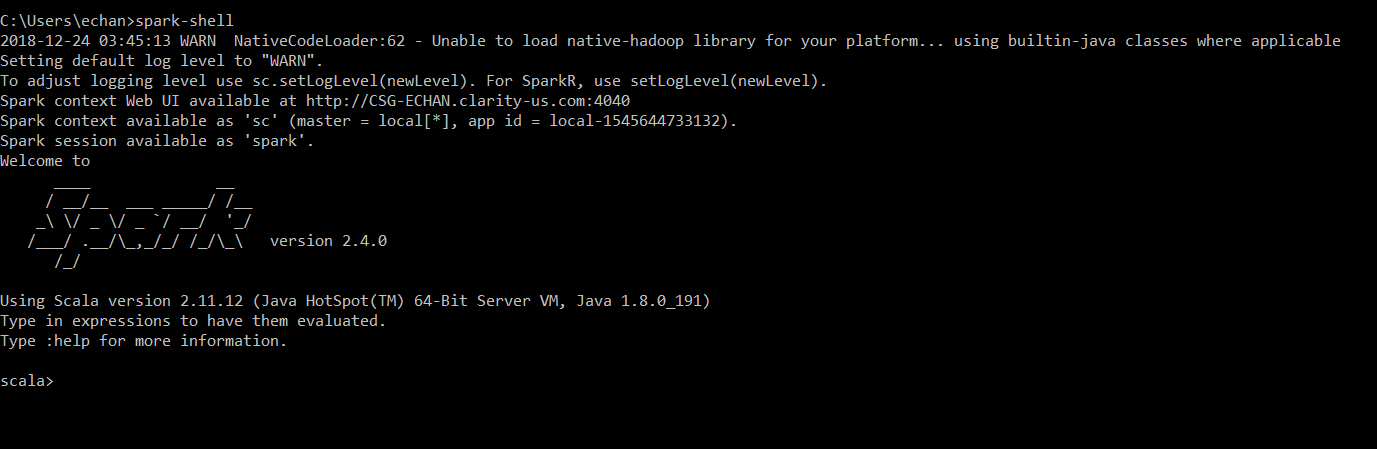 C:\Users\echan>spark-shell
2018-12-24 03:45:13 WARN  NativeCodeLoader:62 - Unable to load native-hadoop library for your platform... using builtin-java classes where applicable
Setting default log level to "WARN".
To adjust logging level use sc.setLogLevel(newLevel). For SparkR, use setLogLevel(newLevel).
Spark context Web UI available at http://CSG-ECHAN.clarity-us.com:4040
Spark context available as 'sc' (master = local[*], app id = local-1545644733132).
Spark session available as 'spark'.
Welcome to
      ____              __
     / __/__  ___ _____/ /__
    _\ \/ _ \/ _ `/ __/  '_/
   /___/ .__/\_,_/_/ /_/\_\   version 2.4.0
      /_/
Using Scala version 2.11.12 (Java HotSpot(TM) 64-Bit Server VM, Java 1.8.0_191)
Type in expressions to have them evaluated.
Type :help for more information.
scala>